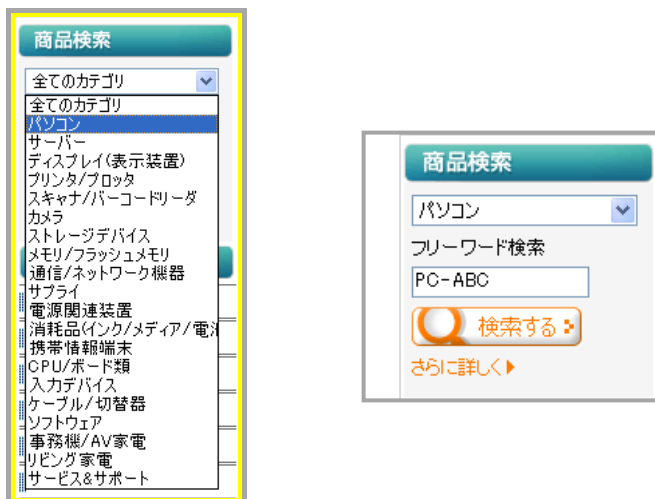 商品検索
全てのカテゴリ
全てのカテゴリ
パソコン
サーバー
ディスプレイ(表示装置)
プリンタ/プロッタ
スキャナ/バーコードリーダ
カメラ
ストレージデバイス
メモリ/フラッシュメモリ
通信/ネットワーク機器
サプライ
電源関連装置
消耗品(インク/メディア/電池
携帯情報端末
CPU/ボード類
入力デバイス
ケーブル/切替器
ソフトウェア
事務機/AV家電
リビング家電
サービス&サポート
商品検索
パソコン
フリーワード検索
PC-ABC
検索する
さらに詳しく